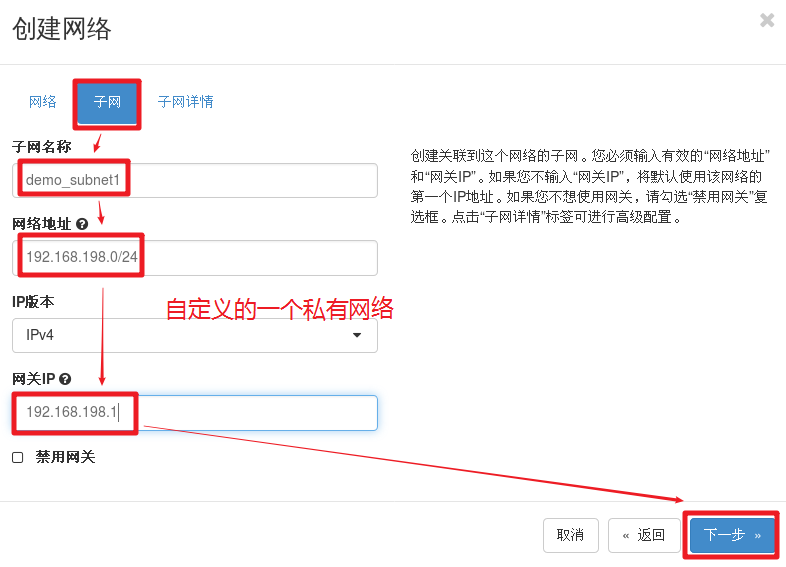 创建网络
×
网络 子网 子网详情
子网名称
demo_subnet1
网络地址
192.168.198.0/24
IP版本
IPv4
网关IP
192.168.198.1
禁用网关
创建关联到这个网络的子网。您必须输入有效的“网络地址”
和“网关IP”。如果您不输入“网关IP”，将默认使用该网络的
第一个IP地址。如果您不想使用网关，请勾选“禁用网关”复
选框。点击“子网详情”标签可进行高级配置。
自定义的一个私有网络
取消 « 返回 下一步 »